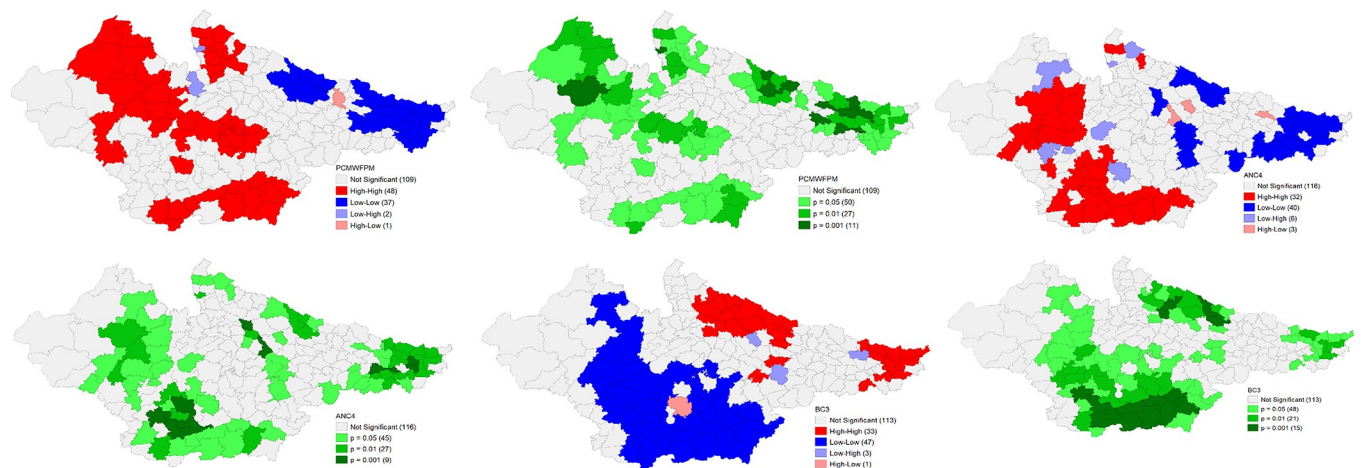 PCMWFPM
Not Significant (109)
High-High (48)
Low-Low (37)
Low-High (2)
High-Low (1)
PCMWFPM
Not Significant (109)
p = 0.05 (50)
p = 0.01 (27)
p = 0.001 (11)
ANC4
Not Significant (116)
High-High (32)
Low-Low (40)
Low-High (6)
High-Low (3)
ANC4
Not Significant (116)
p = 0.05 (45)
p = 0.01 (27)
p = 0.001 (9)
BC3
Not Significant (113)
High-High (33)
Low-Low (47)
Low-High (3)
High-Low (1)
BC3
Not Significant (113)
p = 0.05 (48)
p = 0.01 (21)
p = 0.001 (15)